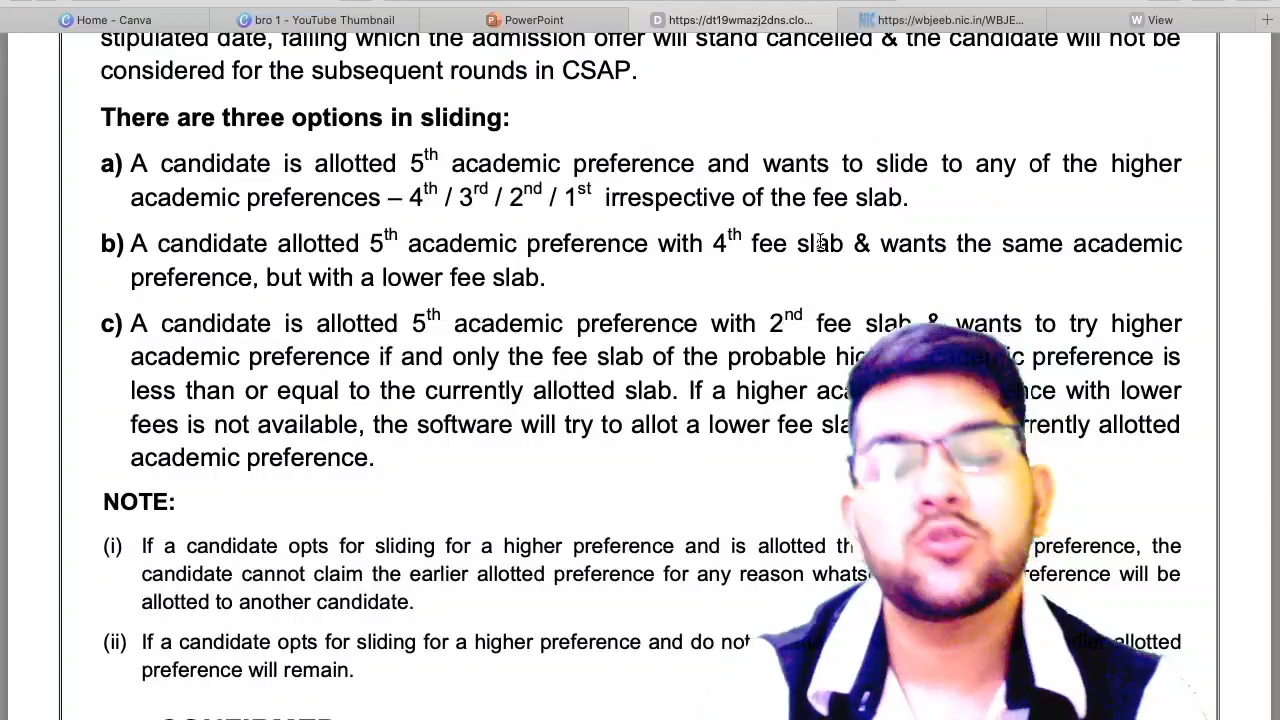 Home - Canva
bro 1 - YouTube Thumbnail
PowerPoint
https://dt19wmazj2dns.clo...
https://wbjeeb.nic.in/WBJE...
View
stipulated date, failing which the admission offer will stand cancelled & the candidate will not be
considered for the subsequent rounds in CSAP.
There are three options in sliding:
a) A candidate is allotted 5th academic preference and wants to slide to any of the higher
academic preferences – 4th / 3rd / 2nd / 1st irrespective of the fee slab.
b) A candidate allotted 5th academic preference with 4th fee slab & wants the same academic
preference, but with a lower fee slab.
c) A candidate is allotted 5th academic preference with 2nd fee slab & wants to try higher
academic preference if and only the fee slab of the probable preference is
less than or equal to the currently allotted slab. If a higher with lower
fees is not available, the software will try to allot a lower fee allotted
academic preference.
NOTE:
(i) If a candidate opts for sliding for a higher preference and is allotted preference, the
candidate cannot claim the earlier allotted preference for any reason will be
allotted to another candidate.
(ii) If a candidate opts for sliding for a higher preference and do not allotted
preference will remain.